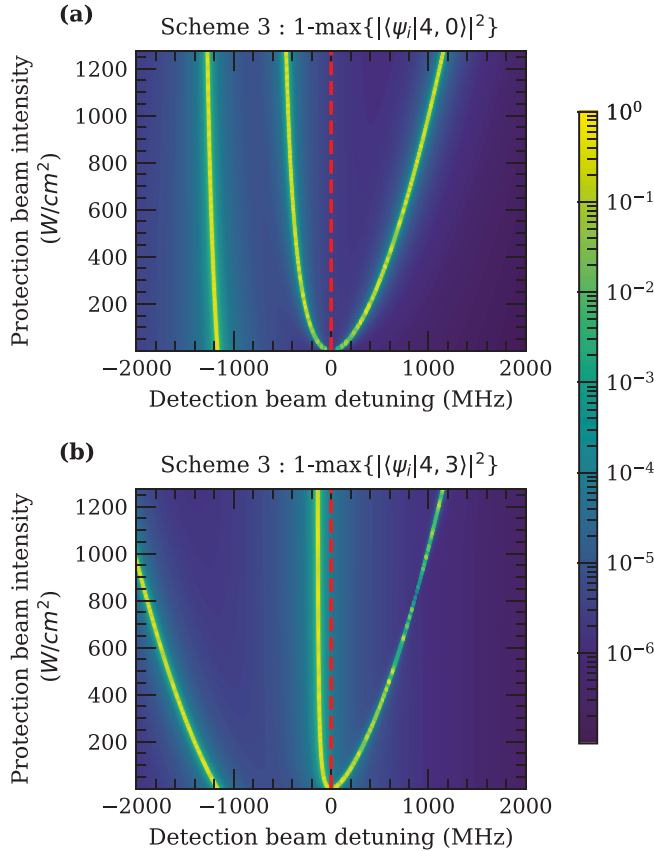 (a)
Scheme 3 : 1-max{|⟨ψᵢ|4, 0⟩|²}
Protection beam intensity
(W/cm²)
1200
1000
800
600
400
200
−2000 −1000 0 1000 2000
Detection beam detuning (MHz)
(b)
Scheme 3 : 1-max{|⟨ψᵢ|4, 3⟩|²}
Protection beam intensity
(W/cm²)
1200
1000
800
600
400
200
−2000 −1000 0 1000 2000
Detection beam detuning (MHz)
10⁰
10⁻¹
10⁻²
10⁻³
10⁻⁴
10⁻⁵
10⁻⁶